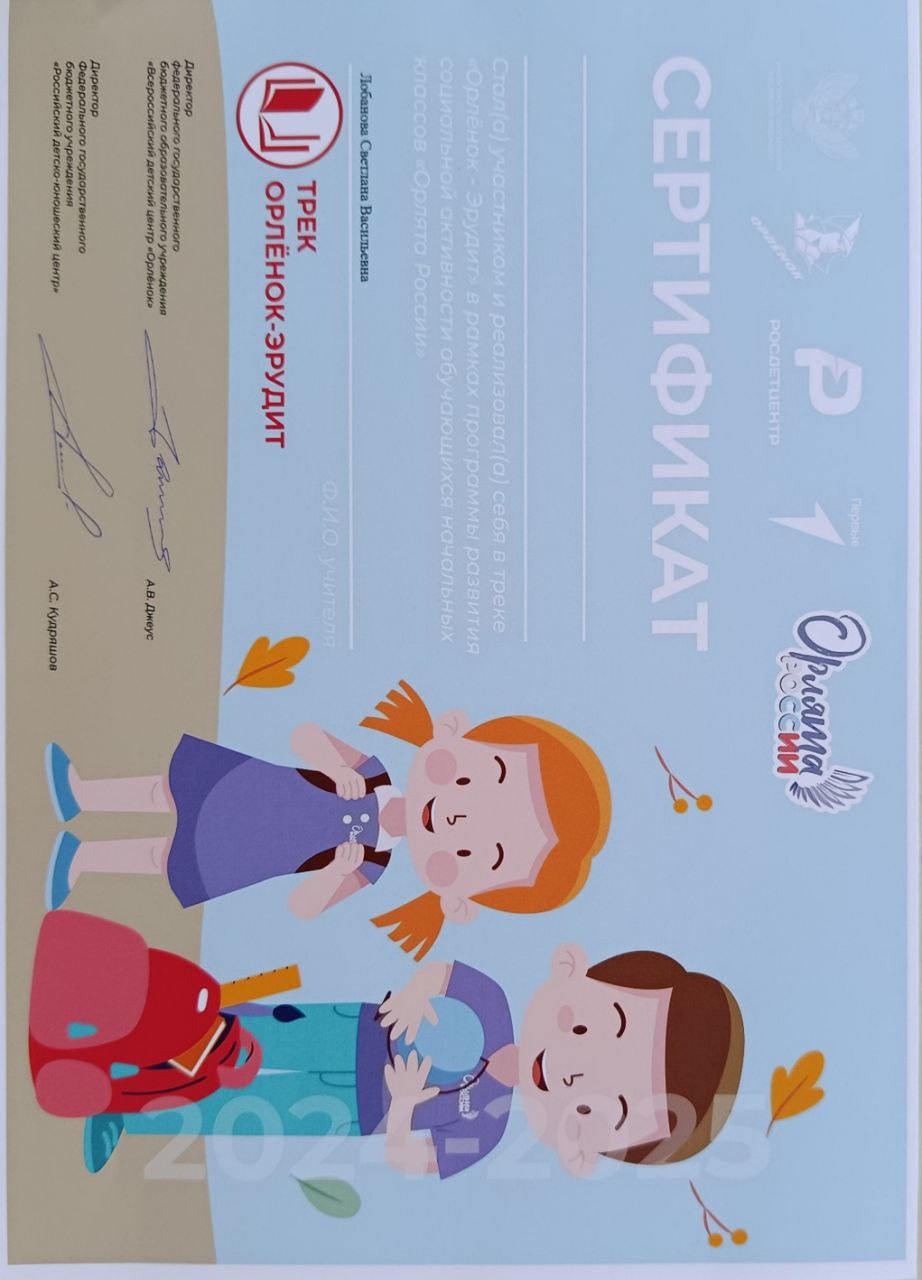 орлёнок
РОСДЕТЦЕНТР
Первые
Орлята
России
СЕРТИФИКАТ
Стал(а) участником и реализовал(а) себя в треке
«Орлёнок - Эрудит» в рамках программы развития
социальной активности обучающихся начальных
классов «Орлята России»
Лобанова Светлана Васильевна
Ф.И.О. учителя
ТРЕК
ОРЛЁНОК-ЭРУДИТ
Директор
федерального государственного
бюджетного образовательного учреждения
«Всероссийский детский центр «Орлёнок»
А.В. Джеус
Директор
Федерального государственного
бюджетного учреждения
«Российский детско-юношеский центр»
А.С. Кудряшов
2024-2025